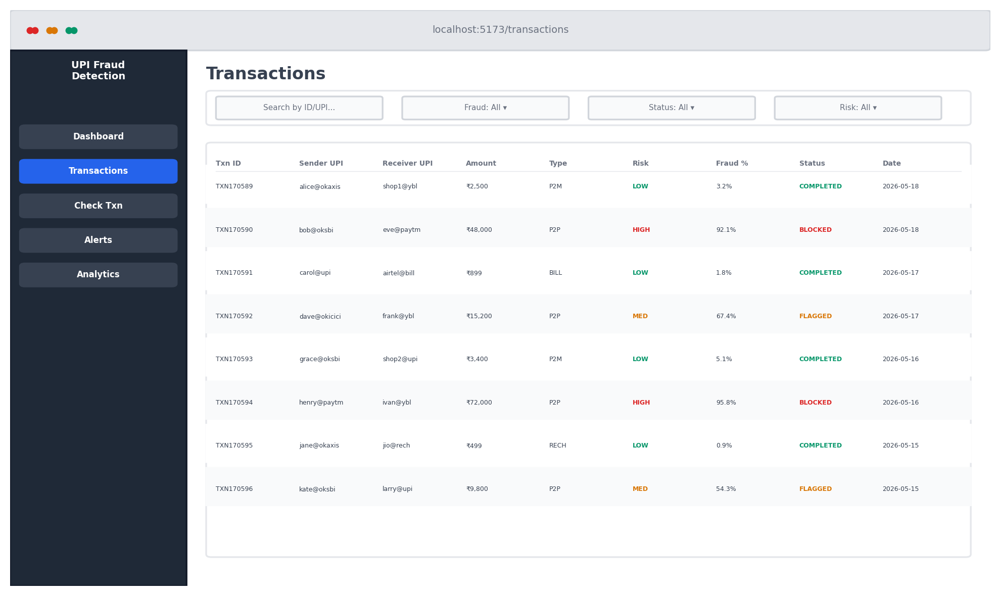 localhost:5173/transactions
UPI Fraud
Detection
Dashboard
Transactions
Check Txn
Alerts
Analytics
Transactions
Search by ID/UPI... Fraud: All ▾ Status: All ▾ Risk: All ▾
Txn ID Sender UPI Receiver UPI Amount Type Risk Fraud % Status Date
TXN170589 alice@okaxis shop1@ybl ₹2,500 P2M LOW 3.2% COMPLETED 2026-05-18
TXN170590 bob@oksbi eve@paytm ₹48,000 P2P HIGH 92.1% BLOCKED 2026-05-18
TXN170591 carol@upi airtel@bill ₹899 BILL LOW 1.8% COMPLETED 2026-05-17
TXN170592 dave@okicici frank@ybl ₹15,200 P2P MED 67.4% FLAGGED 2026-05-17
TXN170593 grace@oksbi shop2@upi ₹3,400 P2M LOW 5.1% COMPLETED 2026-05-16
TXN170594 henry@paytm ivan@ybl ₹72,000 P2P HIGH 95.8% BLOCKED 2026-05-16
TXN170595 jane@okaxis jio@rech ₹499 RECH LOW 0.9% COMPLETED 2026-05-15
TXN170596 kate@oksbi larry@upi ₹9,800 P2P MED 54.3% FLAGGED 2026-05-15